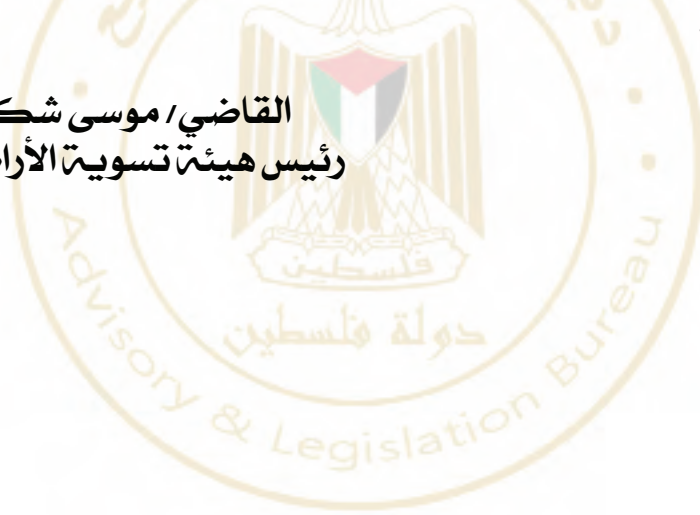 القاضي/ موسى
رئيس هيئة تسوية
فلسطين
دولة فلسطين
Advisory & Legislation Bureau